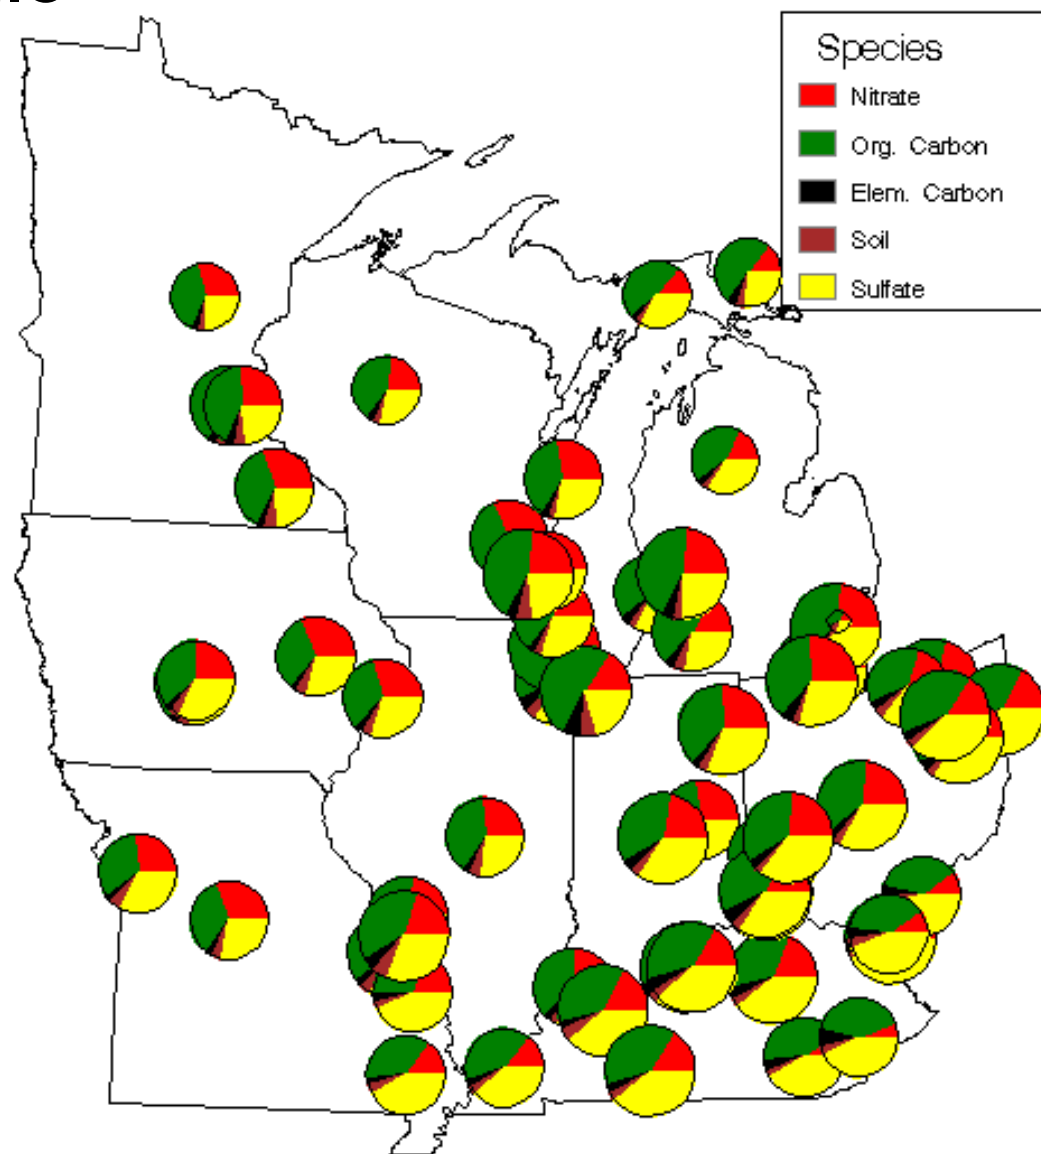 Species
Nitrate
Org. Carbon
Elem. Carbon
Soil
Sulfate